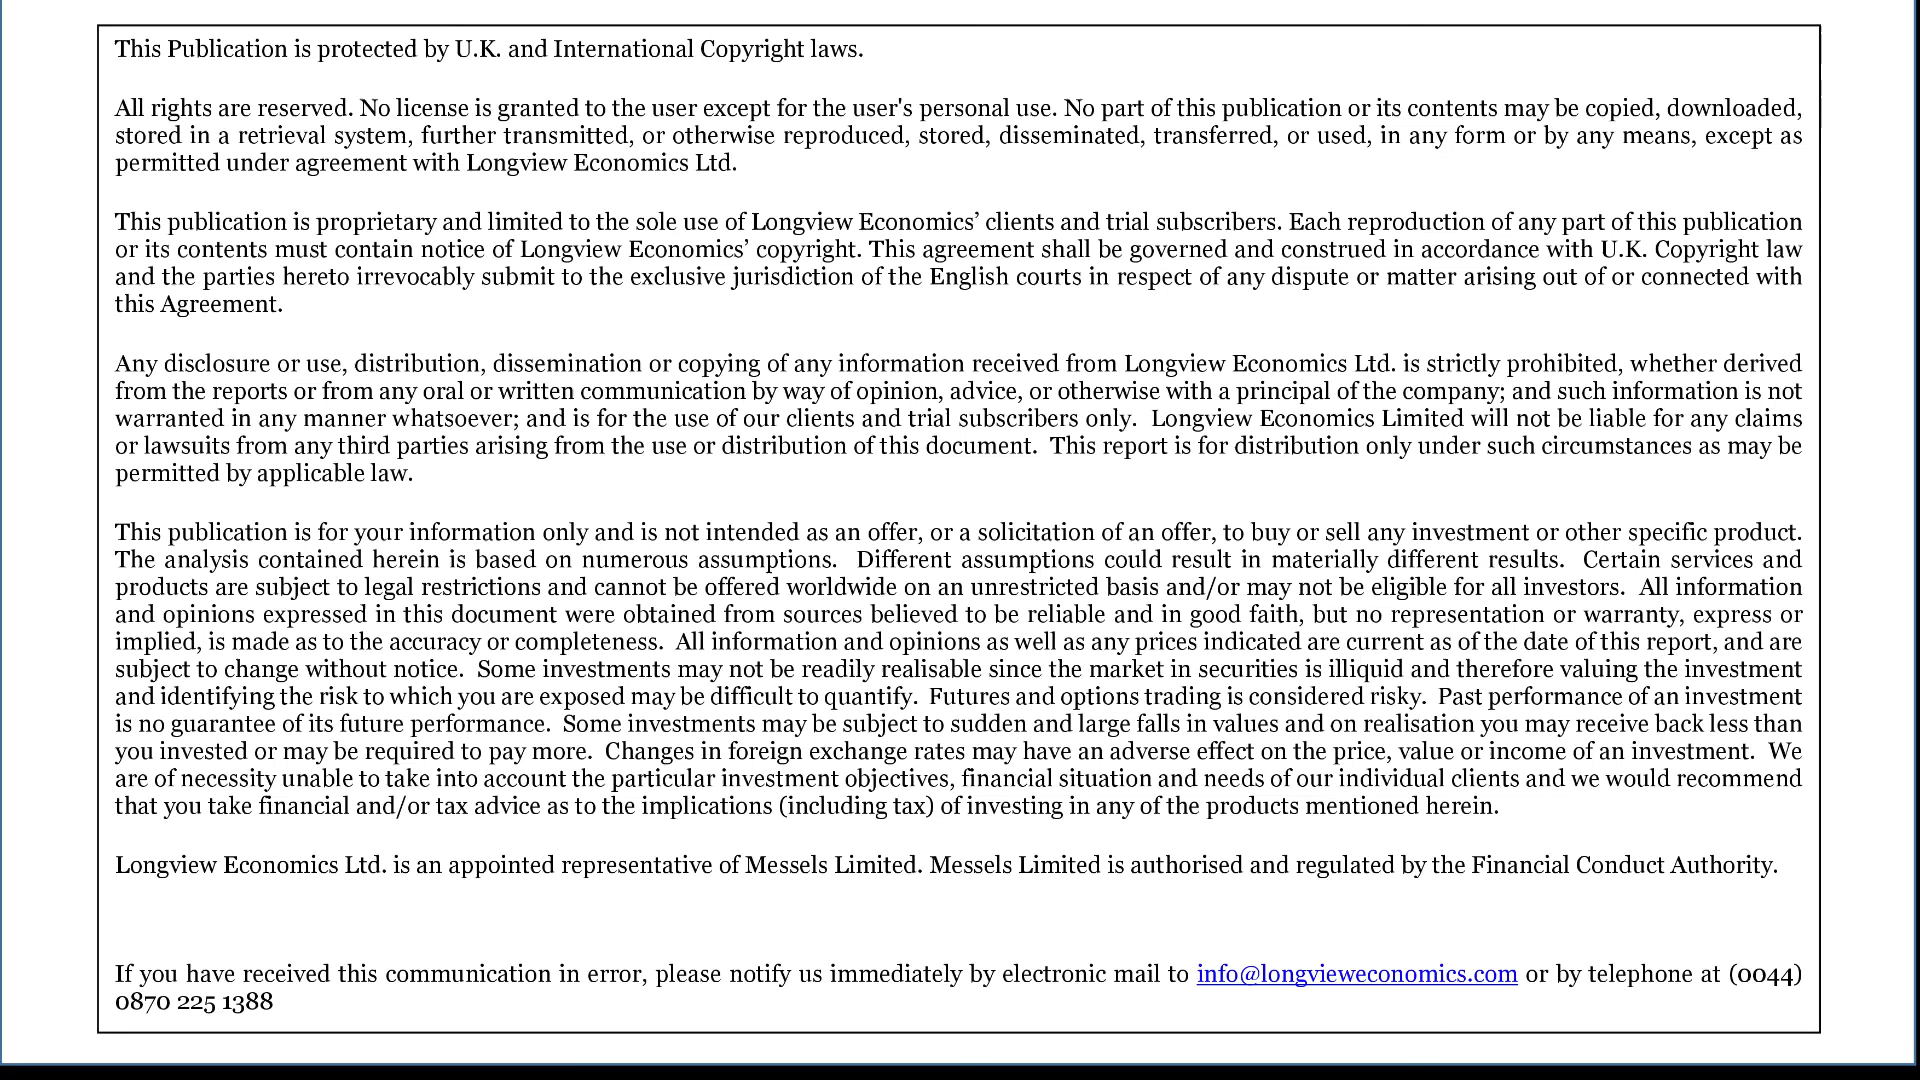 This Publication is protected by U.K. and International Copyright laws.
All rights are reserved. No license is granted to the user except for the user's personal use. No part of this publication or its contents may be copied, downloaded,
stored in a retrieval system, further transmitted, or otherwise reproduced, stored, disseminated, transferred, or used, in any form or by any means, except as
permitted under agreement with Longview Economics Ltd.
This publication is proprietary and limited to the sole use of Longview Economics’ clients and trial subscribers. Each reproduction of any part of this publication
or its contents must contain notice of Longview Economics’ copyright. This agreement shall be governed and construed in accordance with U.K. Copyright law
and the parties hereto irrevocably submit to the exclusive jurisdiction of the English courts in respect of any dispute or matter arising out of or connected with
this Agreement.
Any disclosure or use, distribution, dissemination or copying of any information received from Longview Economics Ltd. is strictly prohibited, whether derived
from the reports or from any oral or written communication by way of opinion, advice, or otherwise with a principal of the company; and such information is not
warranted in any manner whatsoever; and is for the use of our clients and trial subscribers only.  Longview Economics Limited will not be liable for any claims
or lawsuits from any third parties arising from the use or distribution of this document.  This report is for distribution only under such circumstances as may be
permitted by applicable law.
This publication is for your information only and is not intended as an offer, or a solicitation of an offer, to buy or sell any investment or other specific product.
The analysis contained herein is based on numerous assumptions.  Different assumptions could result in materially different results.  Certain services and
products are subject to legal restrictions and cannot be offered worldwide on an unrestricted basis and/or may not be eligible for all investors.  All information
and opinions expressed in this document were obtained from sources believed to be reliable and in good faith, but no representation or warranty, express or
implied, is made as to the accuracy or completeness.  All information and opinions as well as any prices indicated are current as of the date of this report, and are
subject to change without notice.  Some investments may not be readily realisable since the market in securities is illiquid and therefore valuing the investment
and identifying the risk to which you are exposed may be difficult to quantify.  Futures and options trading is considered risky.  Past performance of an investment
is no guarantee of its future performance.  Some investments may be subject to sudden and large falls in values and on realisation you may receive back less than
you invested or may be required to pay more.  Changes in foreign exchange rates may have an adverse effect on the price, value or income of an investment.  We
are of necessity unable to take into account the particular investment objectives, financial situation and needs of our individual clients and we would recommend
that you take financial and/or tax advice as to the implications (including tax) of investing in any of the products mentioned herein.
Longview Economics Ltd. is an appointed representative of Messels Limited. Messels Limited is authorised and regulated by the Financial Conduct Authority.
If you have received this communication in error, please notify us immediately by electronic mail to info@longvieweconomics.com or by telephone at (0044)
0870 225 1388